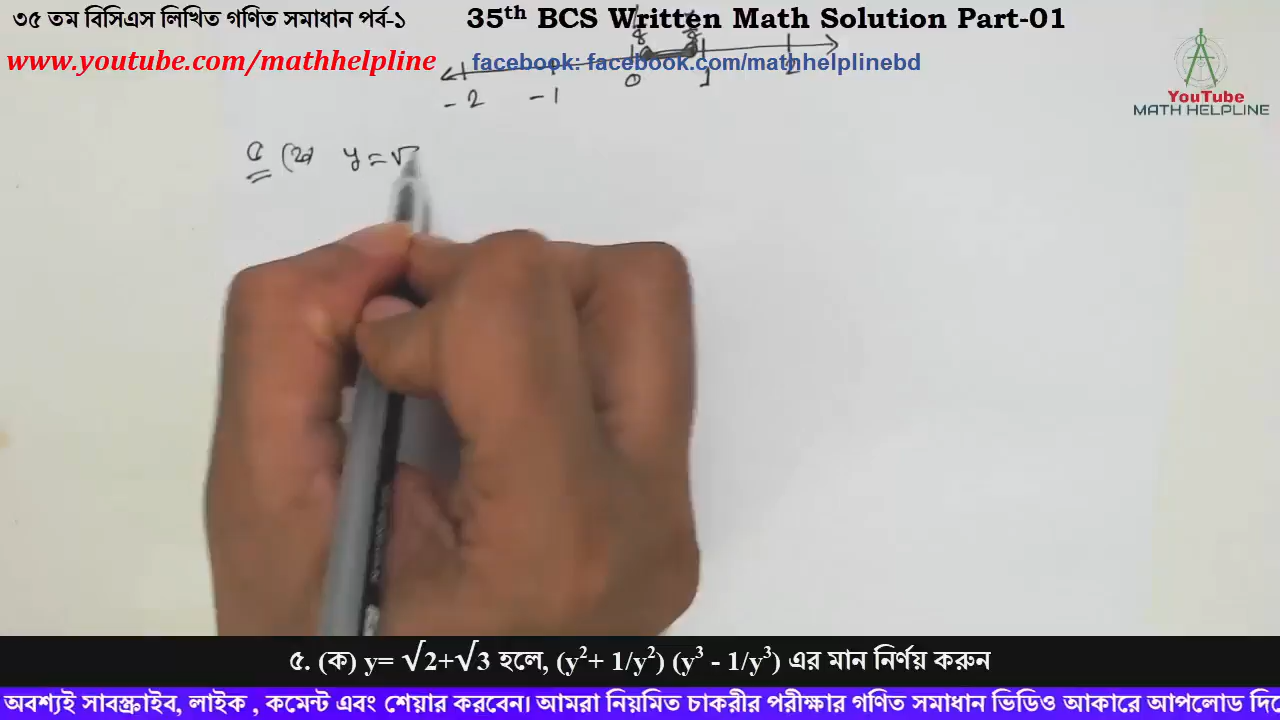 ৩৫ তম বিসিএস লিখিত গণিত সমাধান পর্ব-১
35th BCS Written Math Solution Part-01
www.youtube.com/mathhelpline
facebook: facebook.com/mathhelplinebd
YouTube
MATH HELPLINE
-2 -1 0 1 2
y = √
৫. (ক) y= √2+√3 হলে, (y² + 1/y²) (y³ - 1/y³) এর মান নির্ণয় করুন
অবশ্যই সাবস্ক্রাইব, লাইক , কমেন্ট এবং শেয়ার করবেন। আমরা নিয়মিত চাকরীর পরীক্ষার গণিত সমাধান ভিডিও আকারে আপলোড দি